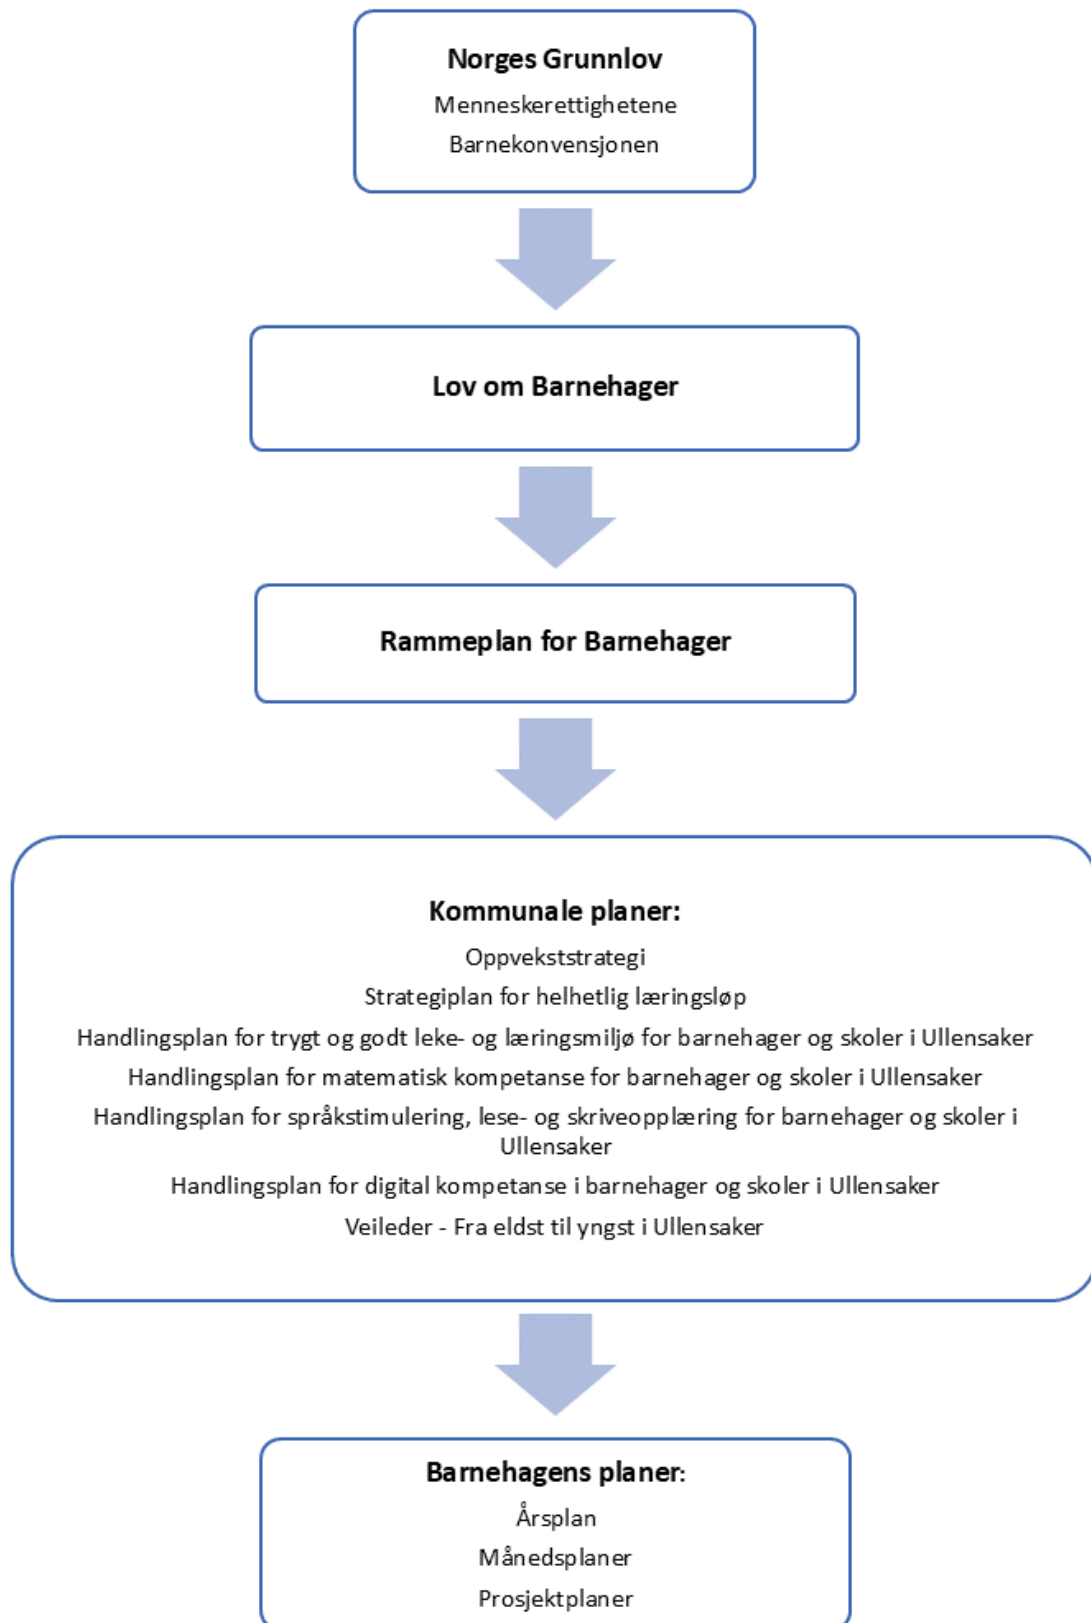 Norges Grunnlov
Menneskerettighetene
Barnekonvensjonen
Lov om Barnehager
Rammeplan for Barnehager
Kommunale planer:
Oppvekststrategi
Strategiplan for helhetlig læringsløp
Handlingsplan for trygt og godt leke- og læringsmiljø for barnehager og skoler i Ullensaker
Handlingsplan for matematisk kompetanse for barnehager og skoler i Ullensaker
Handlingsplan for språkstimulering, lese- og skriveopplæring for barnehager og skoler i
Ullensaker
Handlingsplan for digital kompetanse i barnehager og skoler i Ullensaker
Veileder - Fra eldst til yngst i Ullensaker
Barnehagens planer:
Årsplan
Månedsplaner
Prosjektplaner